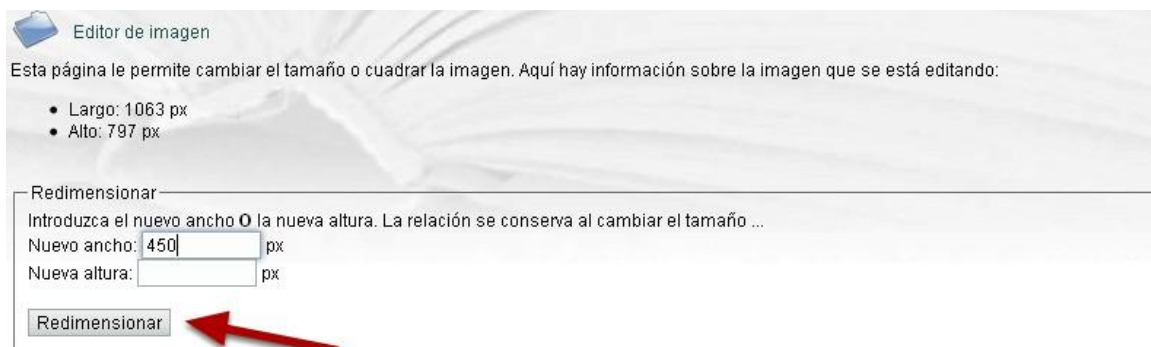 Editor de imagen
Esta página le permite cambiar el tamaño o cuadrar la imagen. Aquí hay información sobre la imagen que se está editando:
• Largo: 1063 px
• Alto: 797 px
Redimensionar
Introduzca el nuevo ancho O la nueva altura. La relación se conserva al cambiar el tamaño ...
Nuevo ancho: 450 px
Nueva altura: px
Redimensionar